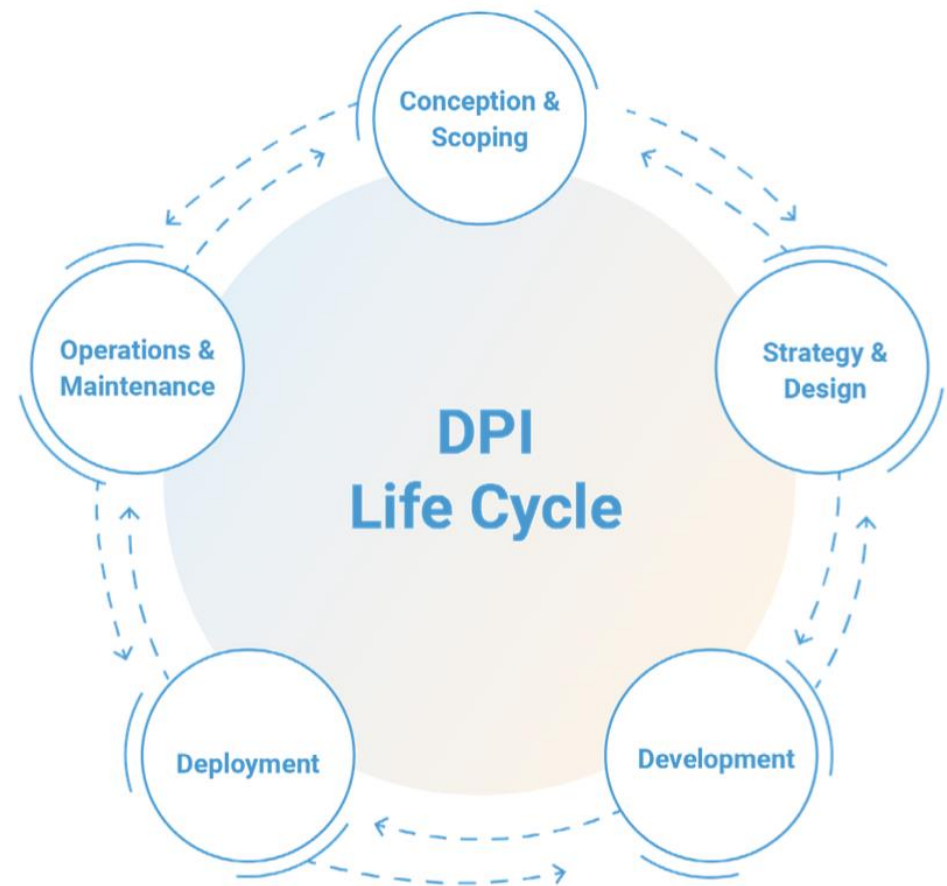 Conception &
Scoping
Operations &
Maintenance
Strategy &
Design
DPI
Life Cycle
Deployment
Development